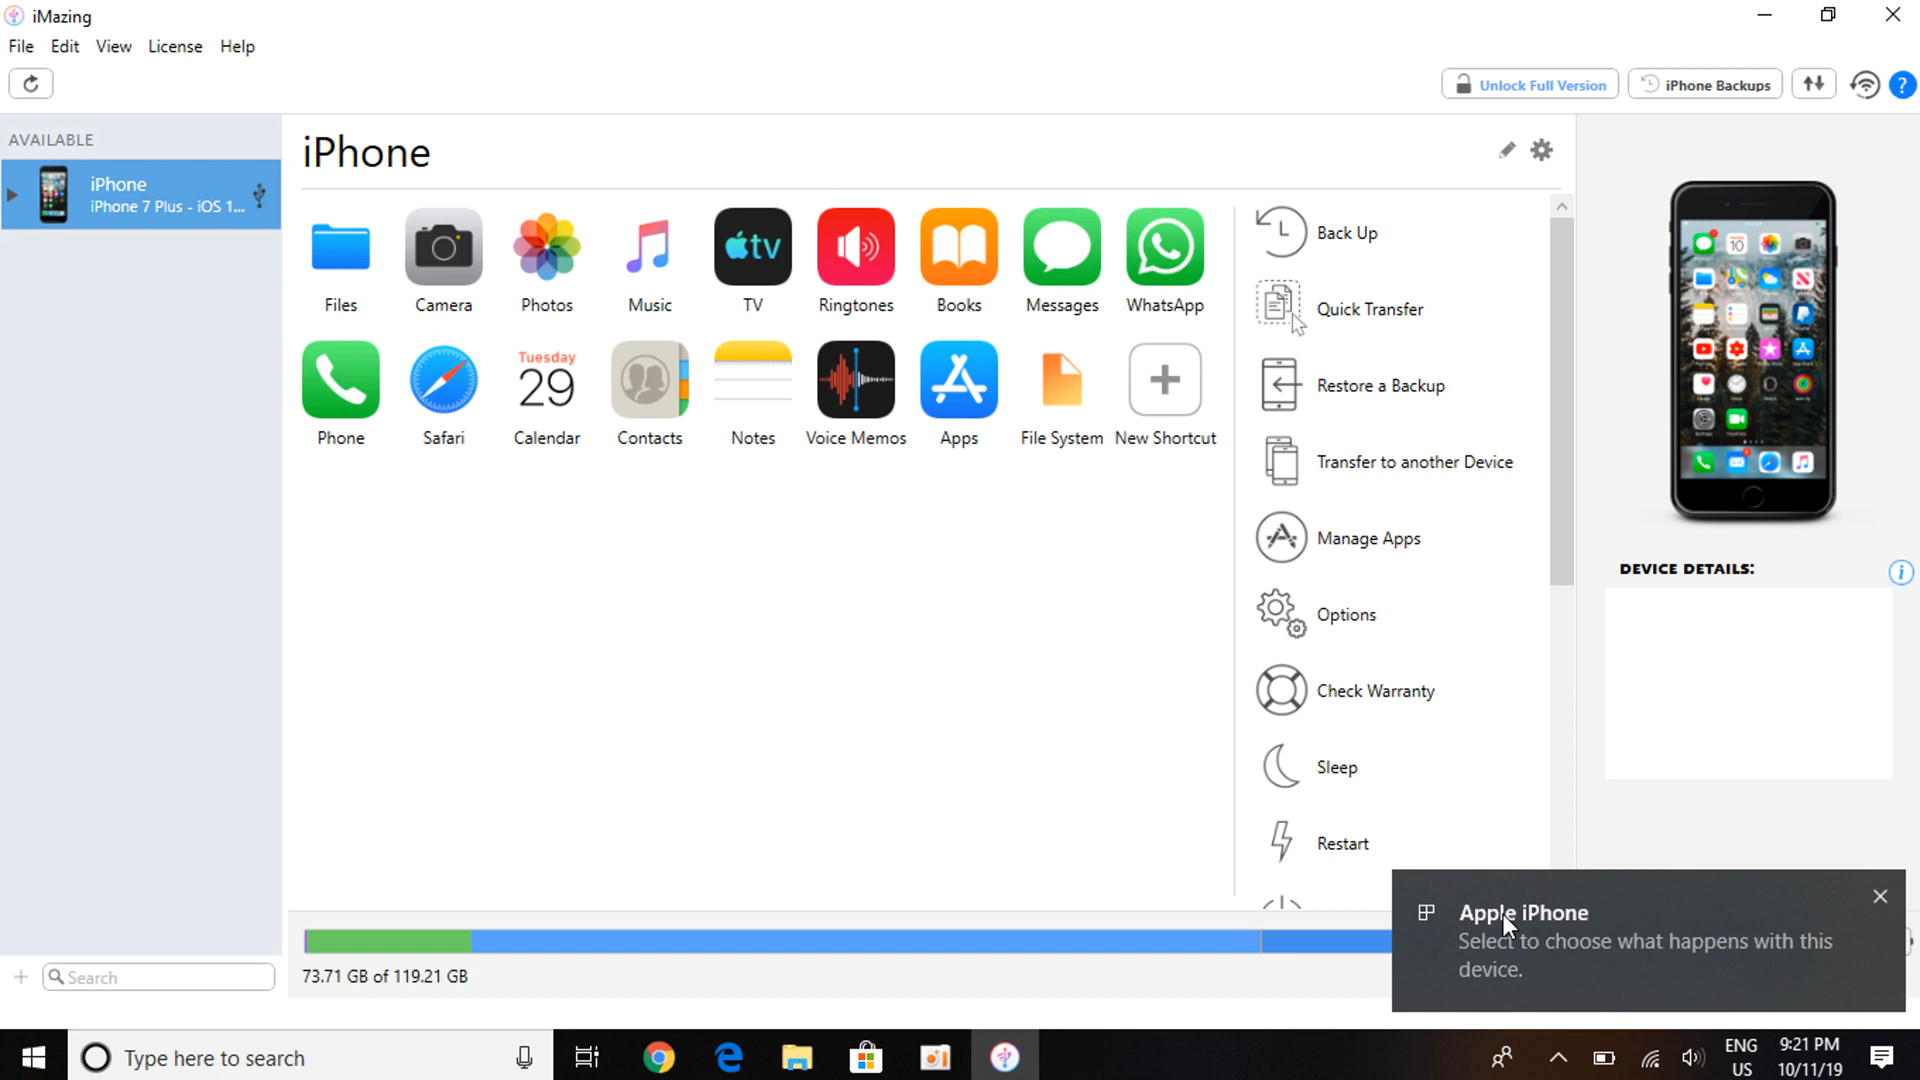 iMazing
File Edit View License Help
Unlock Full Version
iPhone Backups
?
AVAILABLE
iPhone
iPhone 7 Plus - iOS 1...
iPhone
Files
Camera
Photos
Music
tv
TV
Ringtones
Books
Messages
WhatsApp
Phone
Safari
Tuesday
29
Calendar
Contacts
Notes
Voice Memos
Apps
File System
New Shortcut
Back Up
Quick Transfer
Restore a Backup
Transfer to another Device
Manage Apps
Options
Check Warranty
Sleep
Restart
10
DEVICE DETAILS:
i
73.71 GB of 119.21 GB
Search
Apple iPhone
Select to choose what happens with this
device.
Type here to search
ENG
US
9:21 PM
10/11/19